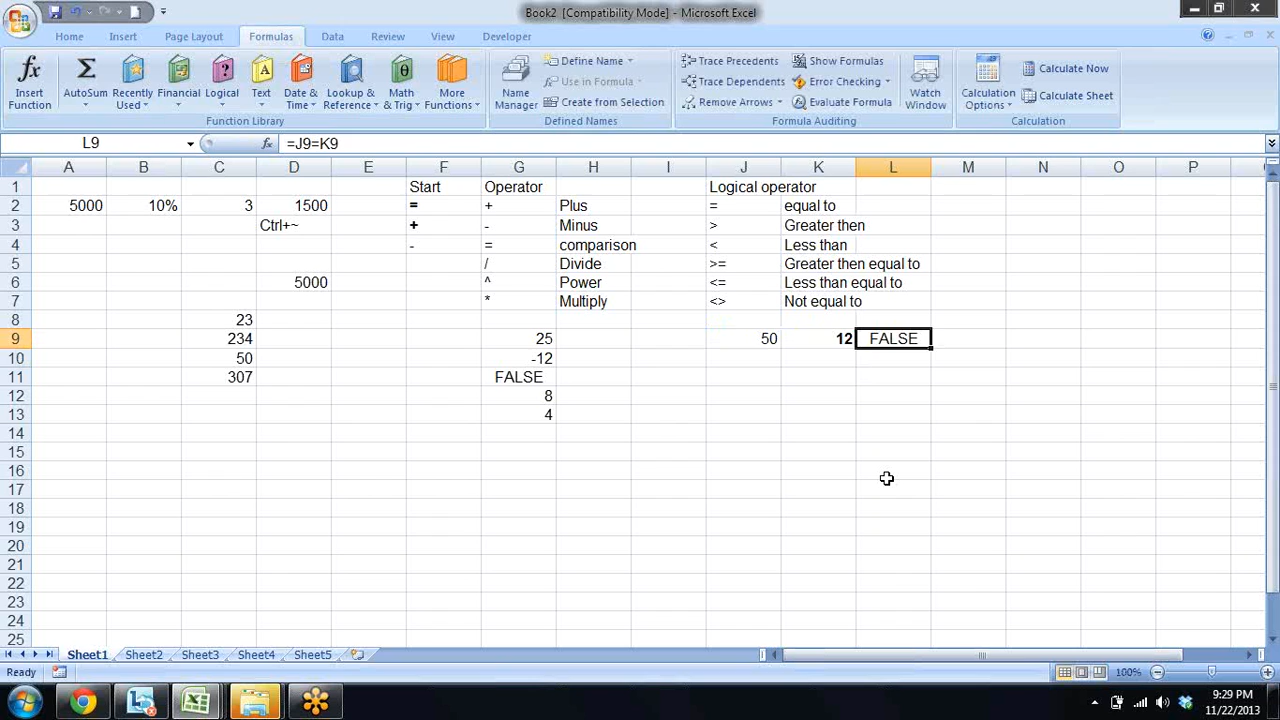 Book2  [Compatibility Mode] - Microsoft Excel
Home Insert Page Layout Formulas Data Review View Developer
Insert Function
AutoSum
Recently Used
Financial
Logical
Text
Date & Time
Lookup & Reference
Math & Trig
More Functions
Function Library
Name Manager
Define Name
Use in Formula
Create from Selection
Defined Names
Trace Precedents
Trace Dependents
Remove Arrows
Show Formulas
Error Checking
Evaluate Formula
Formula Auditing
Watch Window
Calculation Options
Calculate Now
Calculate Sheet
Calculation
L9 fx =J9=K9
A B C D E F G H I J K L M N O P
1 Start Operator Logical operator
2 5000 10% 3 1500 = + Plus = equal to
3 Ctrl+~ + - Minus > Greater then
4 - = comparison < Less than
5 / Divide >= Greater then equal to
6 5000 ^ Power <= Less than equal to
7 * Multiply <> Not equal to
8 23
9 234 25 50 12 FALSE
10 50 -12
11 307 FALSE
12 8
13 4
14
15
16
17
18
19
20
21
22
23
24
25
Sheet1 Sheet2 Sheet3 Sheet4 Sheet5
Ready 100%
9:29 PM
11/22/2013